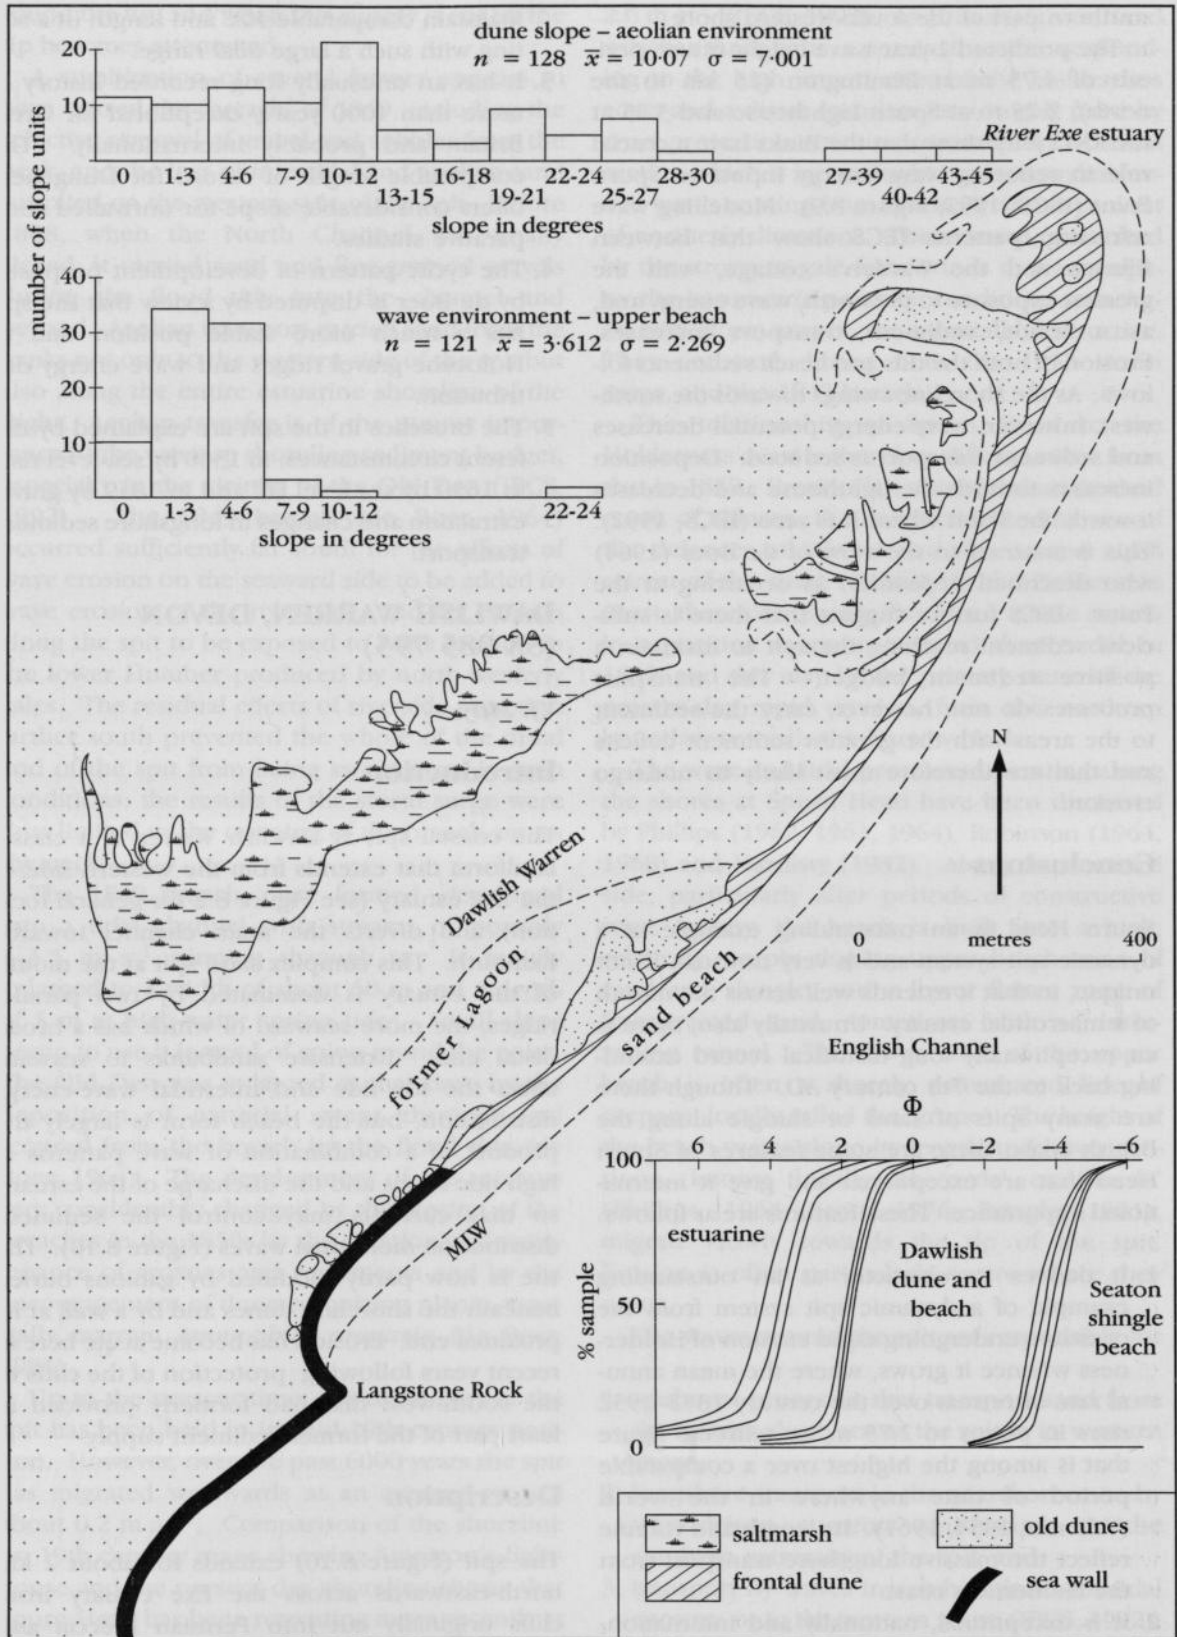 dune slope – aeolian environment
n = 128 x̄ = 10·07 σ = 7·001
20
10
0 1-3 4-6 7-9 10-12 16-18 22-24 28-30 27-39 43-45
13-15 19-21 25-27 40-42
slope in degrees
number of slope units
River Exe estuary
wave environment – upper beach
n = 121 x̄ = 3·612 σ = 2·269
40
30
20
10
0 1-3 4-6 7-9 10-12 22-24
slope in degrees
N
0 metres 400
Dawlish Warren
former Lagoon
sand beach
MLW
Langstone Rock
English Channel
Φ
6 4 2 0 -2 -4 -6
100
50
0
% sample
estuarine
Dawlish
dune and
beach
Seaton
shingle
beach
saltmarsh
old dunes
frontal dune
sea wall